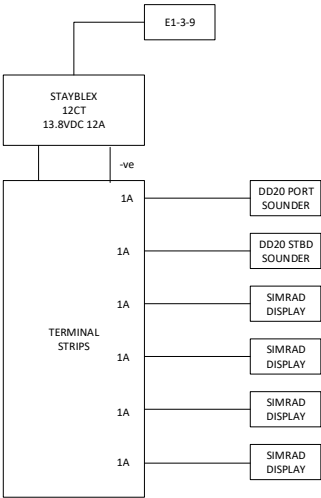 E1-3-9
STAYBLEX
12CT
13.8VDC 12A
-ve
1A
DD20 PORT
SOUNDER
1A
DD20 STBD
SOUNDER
1A
SIMRAD
DISPLAY
TERMINAL
STRIPS
1A
SIMRAD
DISPLAY
1A
SIMRAD
DISPLAY
1A
SIMRAD
DISPLAY